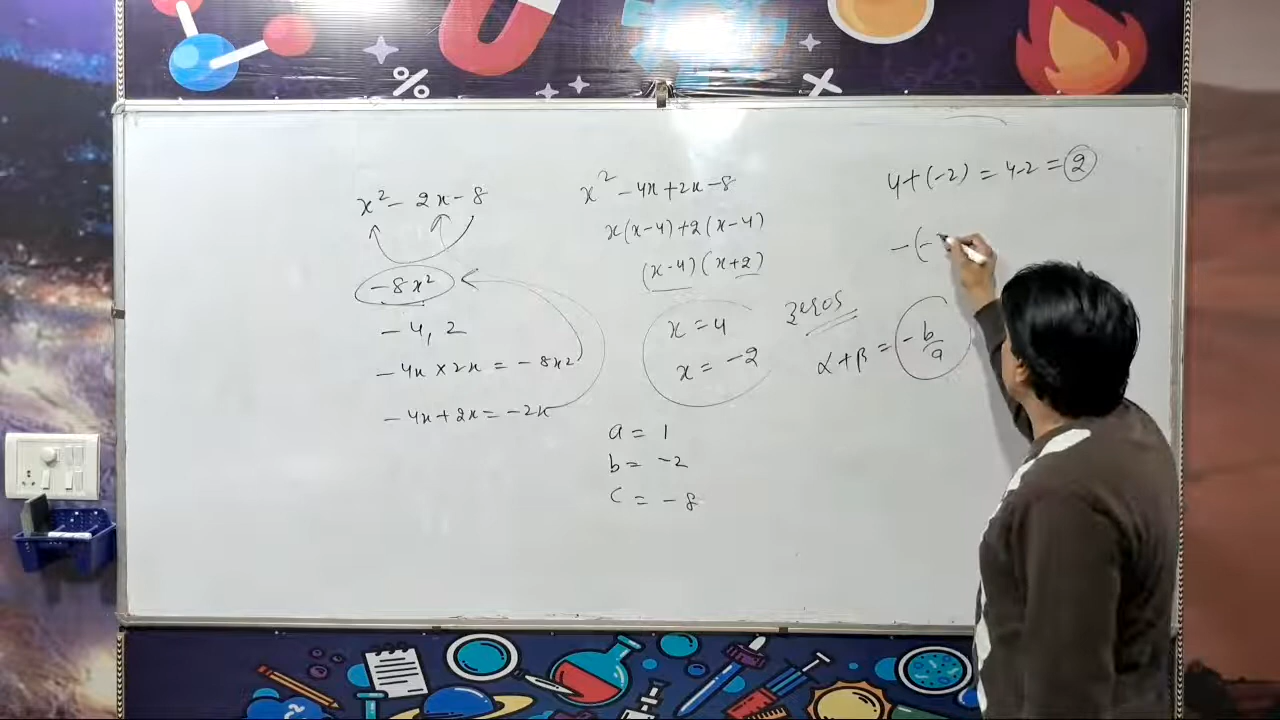 x² - 2x - 8
-8x²
-4, 2
-4x × 2x = -8x²
-4x + 2x = -2x
x² - 4x + 2x - 8
x(x-4) + 2(x-4)
(x-4)(x+2)
x = 4
x = -2
a = 1
b = -2
c = -8
zeros
α + β = -b/a
4 + (-2) = 4-2 = 2
-(-
%